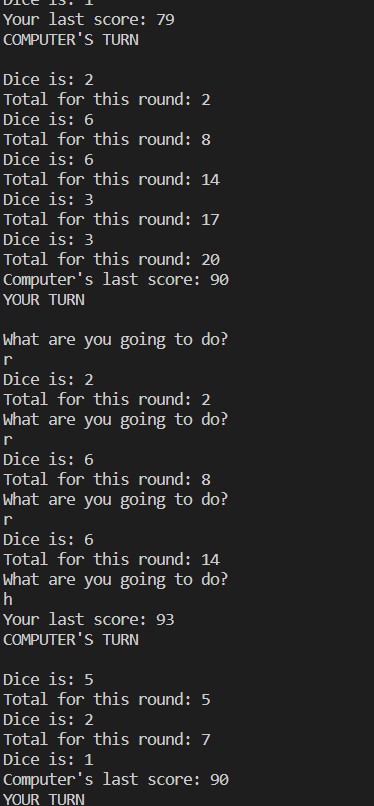 Dice is: 1
Your last score: 79
COMPUTER'S TURN
Dice is: 2
Total for this round: 2
Dice is: 6
Total for this round: 8
Dice is: 6
Total for this round: 14
Dice is: 3
Total for this round: 17
Dice is: 3
Total for this round: 20
Computer's last score: 90
YOUR TURN
What are you going to do?
r
Dice is: 2
Total for this round: 2
What are you going to do?
r
Dice is: 6
Total for this round: 8
What are you going to do?
r
Dice is: 6
Total for this round: 14
What are you going to do?
h
Your last score: 93
COMPUTER'S TURN
Dice is: 5
Total for this round: 5
Dice is: 2
Total for this round: 7
Dice is: 1
Computer's last score: 90
YOUR TURN